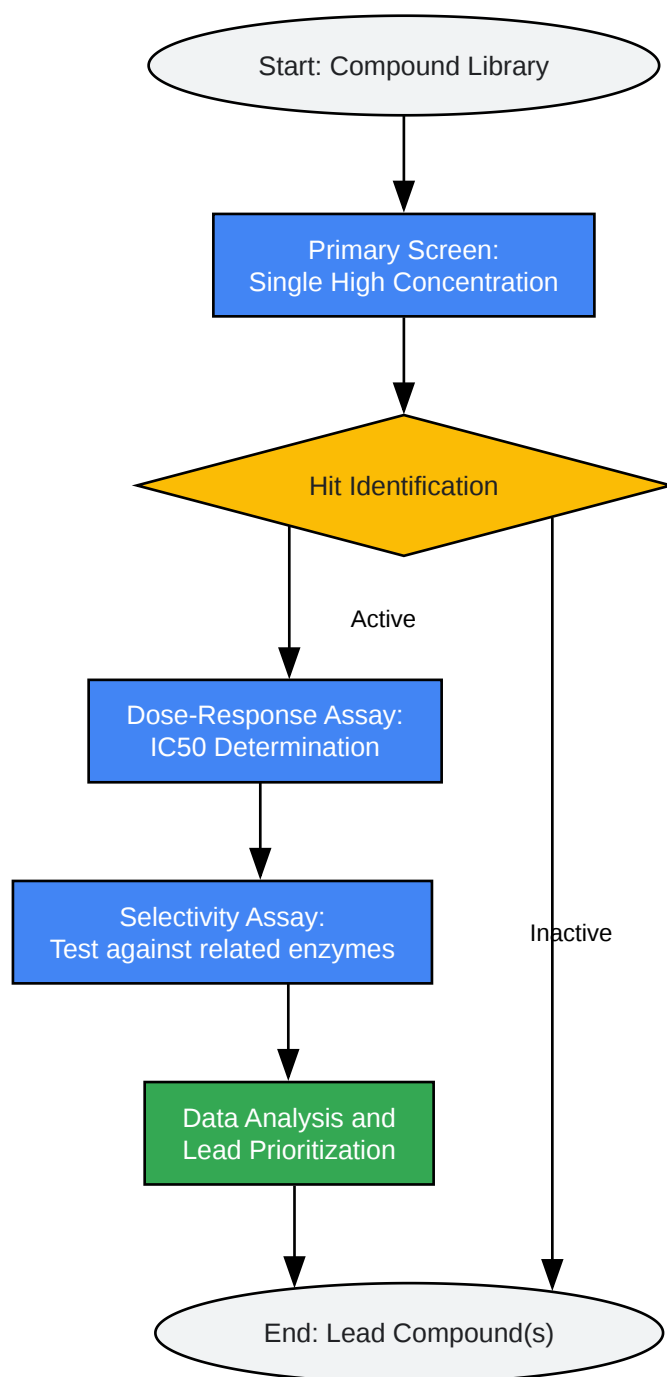 Start: Compound Library
Primary Screen:
Single High Concentration
Hit Identification
Active
Dose-Response Assay:
IC50 Determination
Selectivity Assay:
Test against related enzymes
Inactive
Data Analysis and
Lead Prioritization
End: Lead Compound(s)